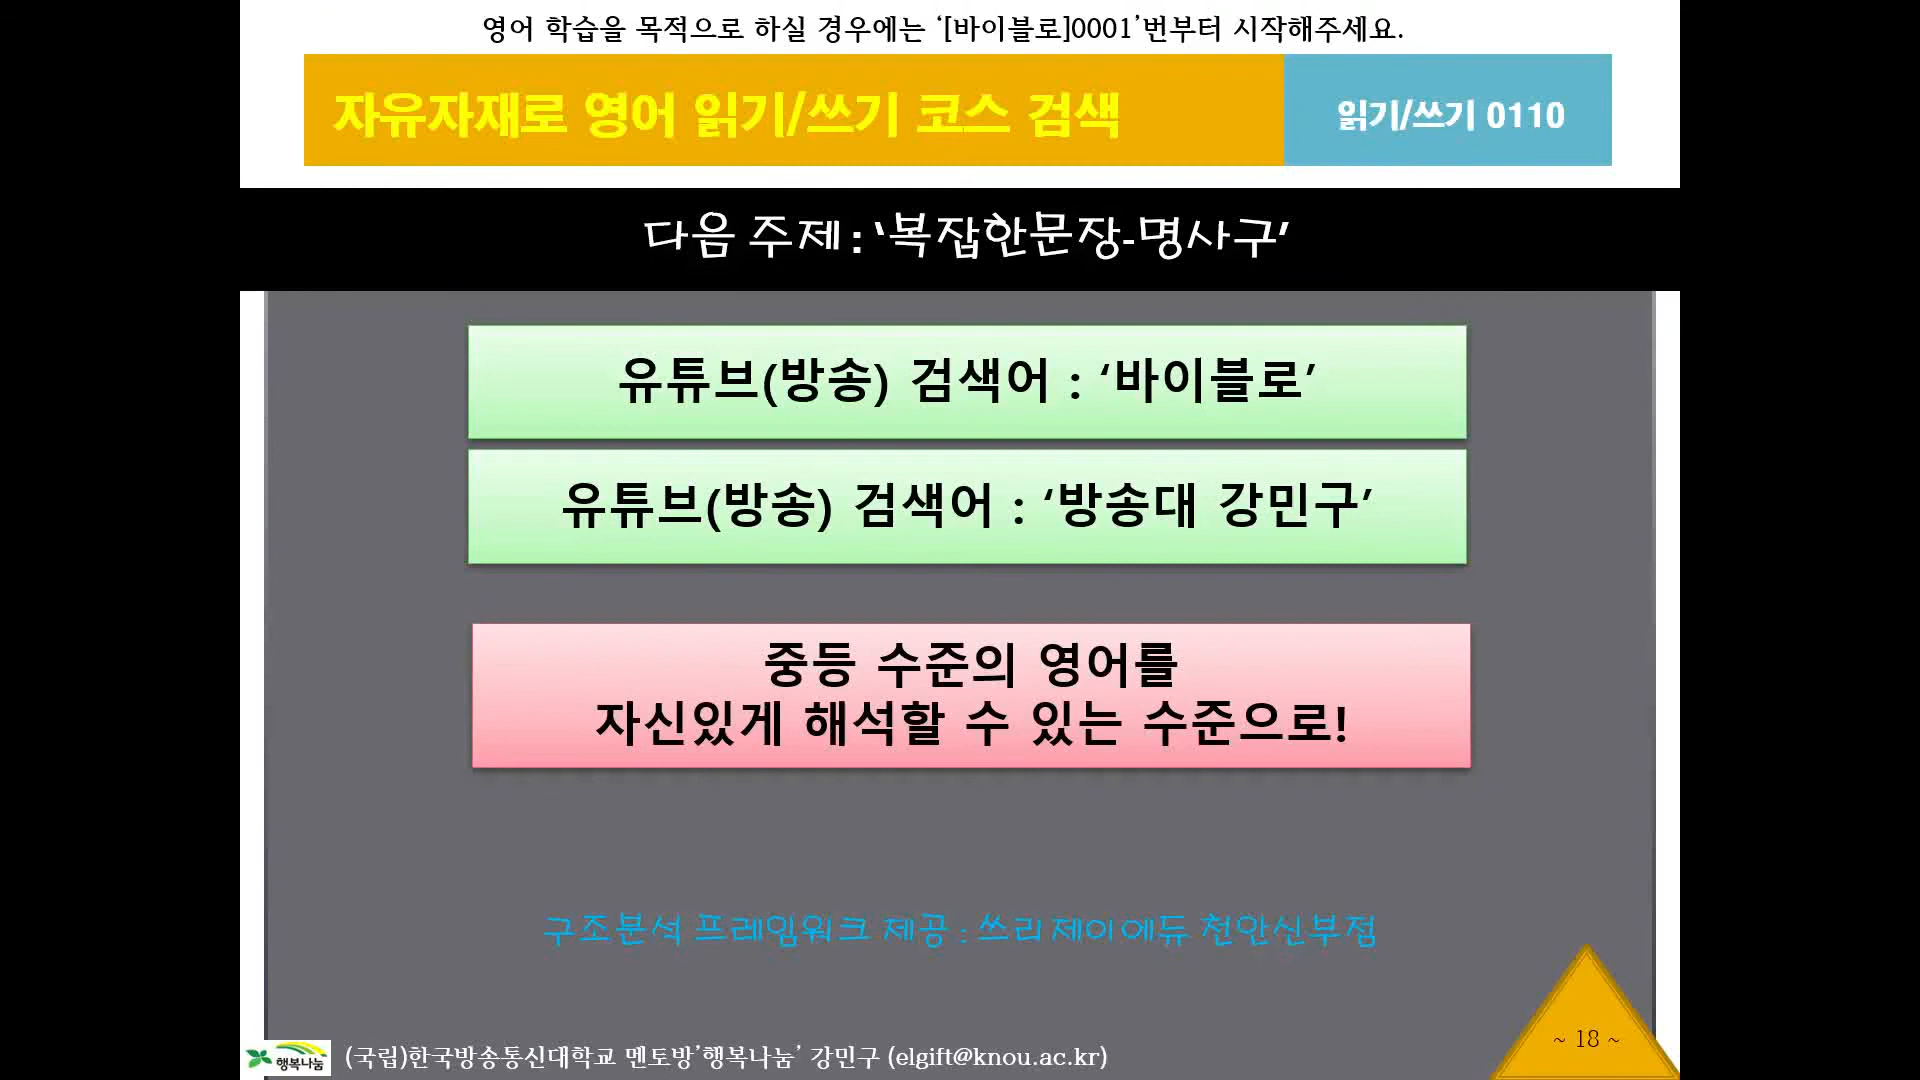 영어 학습을 목적으로 하실 경우에는 ‘[바이블로]0001’번부터 시작해주세요.
자유자재로 영어 읽기/쓰기 코스 검색
읽기/쓰기 0110
다음 주제 : ‘복잡한문장-명사구’
유튜브(방송) 검색어 : ‘바이블로’
유튜브(방송) 검색어 : ‘방송대 강민구’
중등 수준의 영어를
자신있게 해석할 수 있는 수준으로!
구조분석 프레임워크 제공 : 쓰리제이에듀 천안신부점
~ 18 ~
행복나눔
(국립)한국방송통신대학교 멘토방’행복나눔’ 강민구 (elgift@knou.ac.kr)